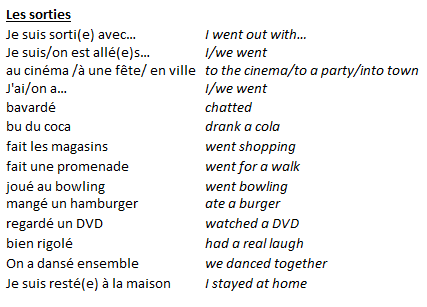 Les sorties
Je suis sorti(e) avec… I went out with…
Je suis/on est allé(e)s… I/we went
au cinéma /à une fête/ en ville to the cinema/to a party/into town
J'ai/on a… I/we went
bavardé chatted
bu du coca drank a cola
fait les magasins went shopping
fait une promenade went for a walk
joué au bowling went bowling
mangé un hamburger ate a burger
regardé un DVD watched a DVD
bien rigolé had a real laugh
On a dansé ensemble we danced together
Je suis resté(e) à la maison I stayed at home